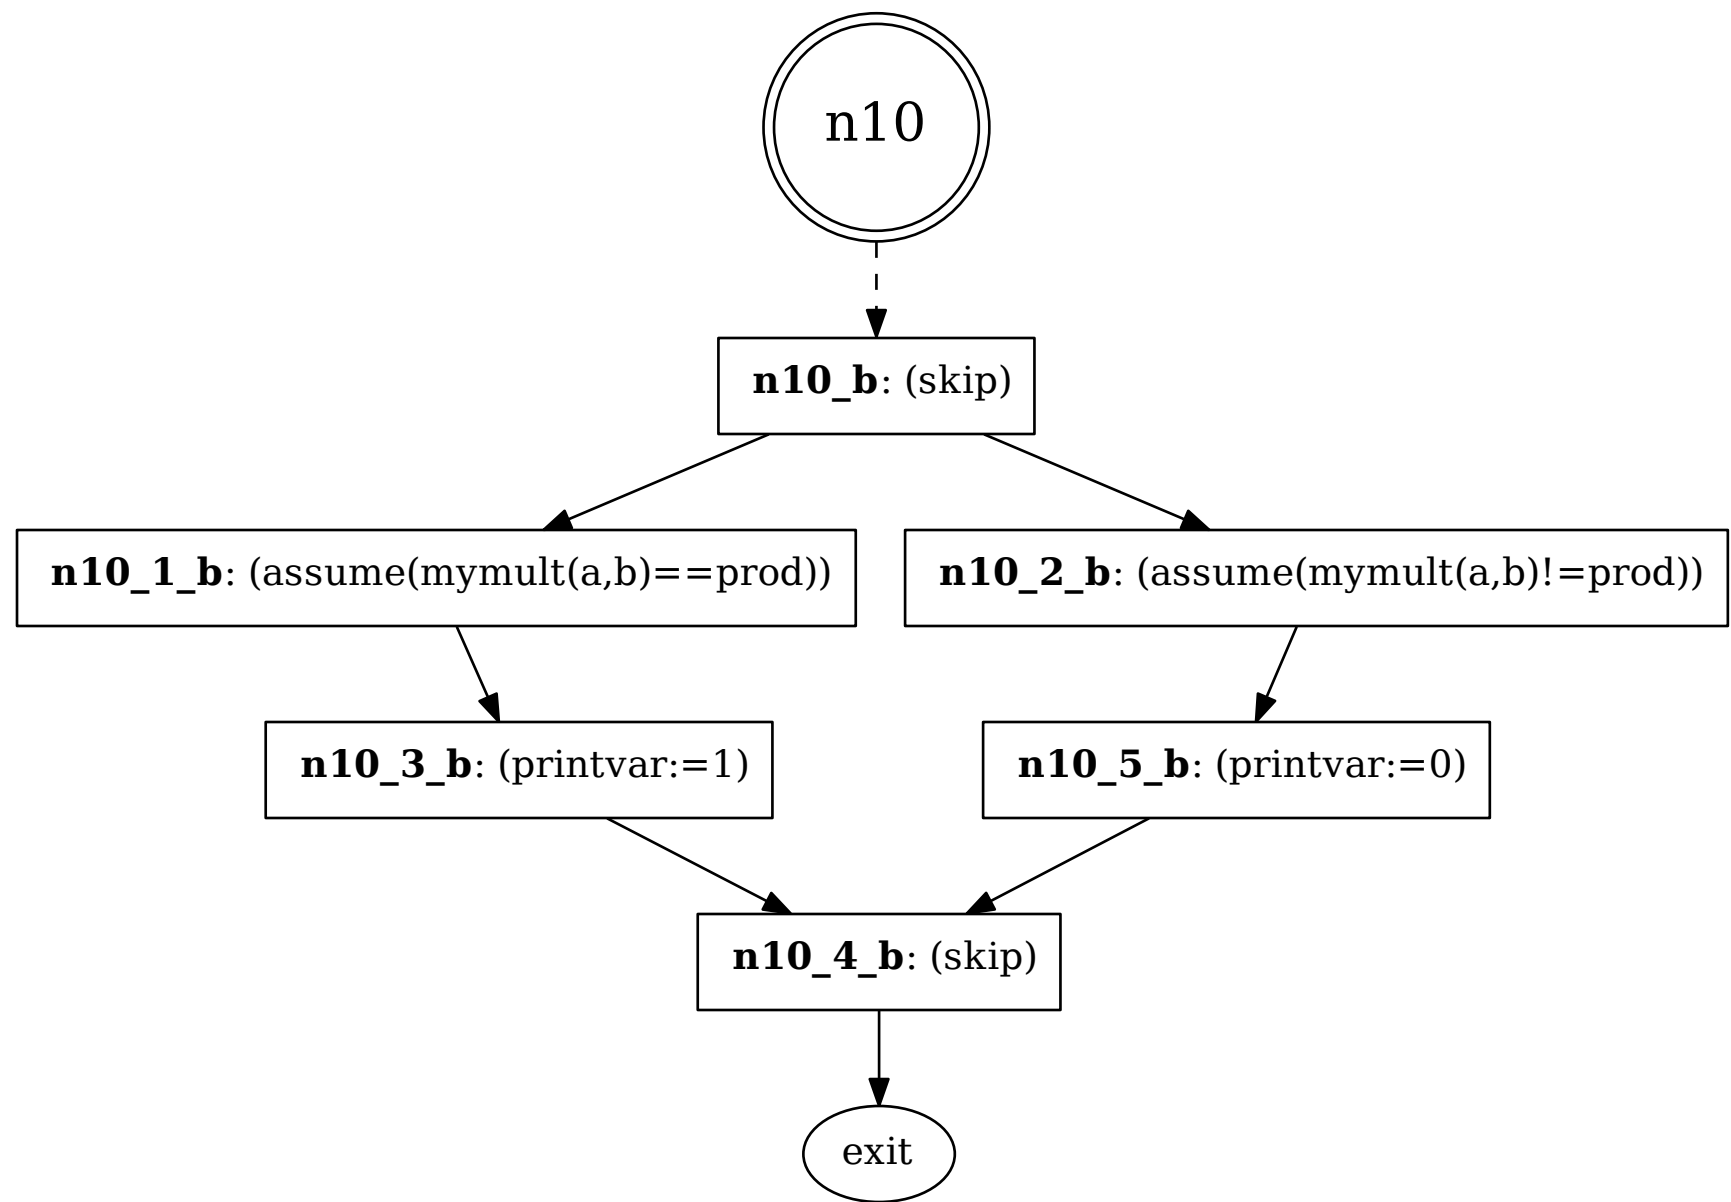 n10
n10_b: (skip)
n10_1_b: (assume(mymult(a,b)==prod))
n10_2_b: (assume(mymult(a,b)!=prod))
n10_3_b: (printvar:=1)
n10_5_b: (printvar:=0)
n10_4_b: (skip)
exit